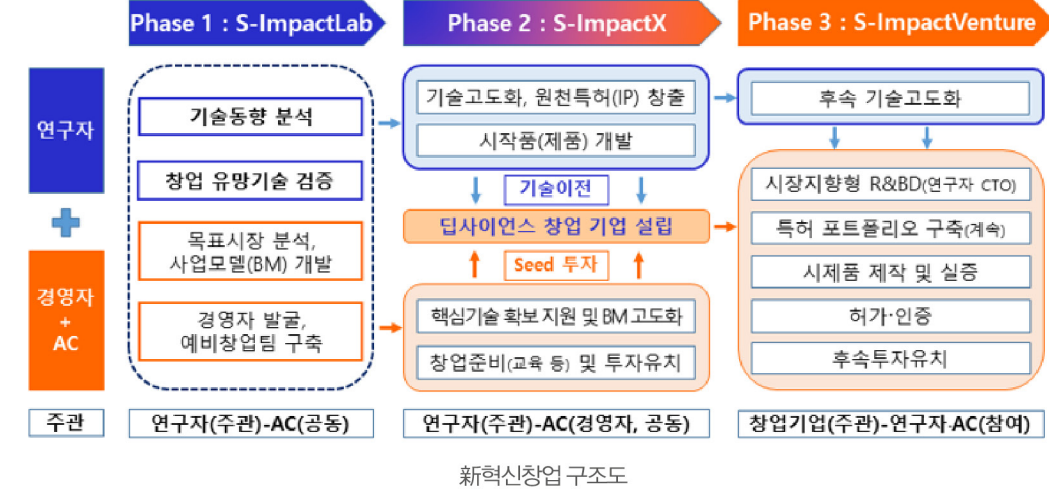 Phase 1 : S-ImpactLab
Phase 2 : S-ImpactX
Phase 3 : S-ImpactVenture
연구자
경영자
+
AC
기술동향 분석
창업 유망기술 검증
목표시장 분석,
사업모델(BM) 개발
경영자 발굴,
예비창업팀 구축
기술고도화, 원천특허(IP) 창출
시작품(제품) 개발
기술이전
딥사이언스 창업 기업 설립
Seed 투자
핵심기술 확보 지원 및 BM 고도화
창업준비(교육 등) 및 투자유치
후속 기술고도화
시장지향형 R&BD(연구자 CTO)
특허 포트폴리오 구축(계속)
시제품 제작 및 실증
허가·인증
후속투자유치
주관
연구자(주관)-AC(공동)
연구자(주관)-AC(경영자, 공동)
창업기업(주관)-연구자·AC(참여)
新혁신창업 구조도